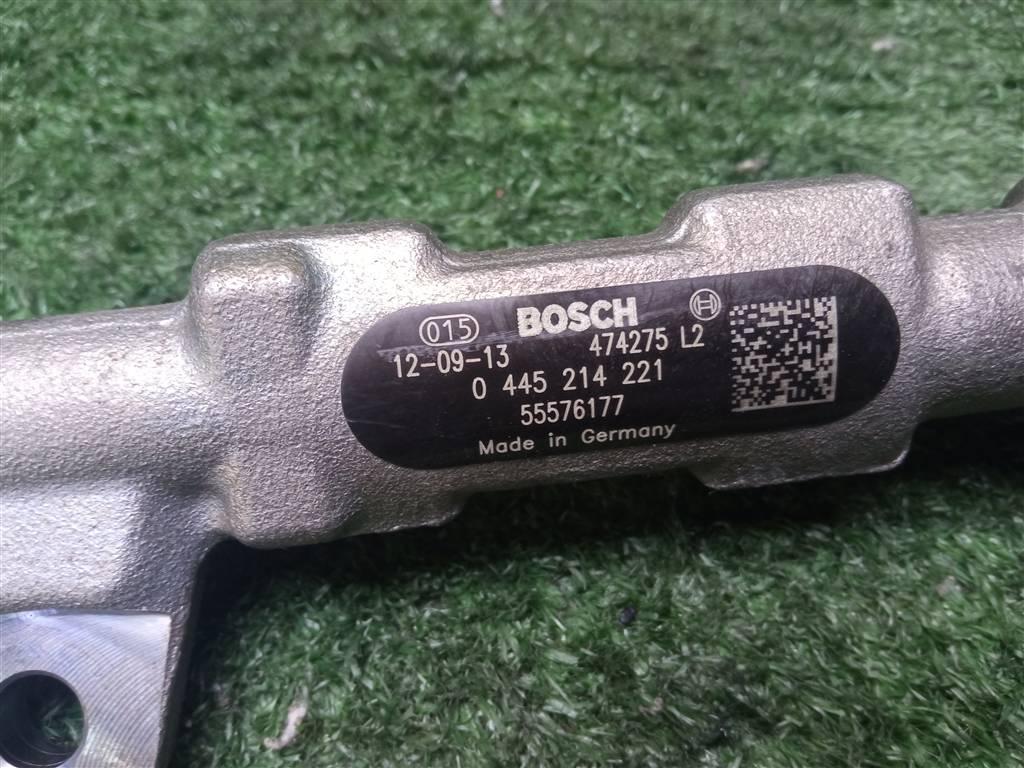 015 BOSCH
12-09-13 474275 L2
0 445 214 221
55576177
Made in Germany